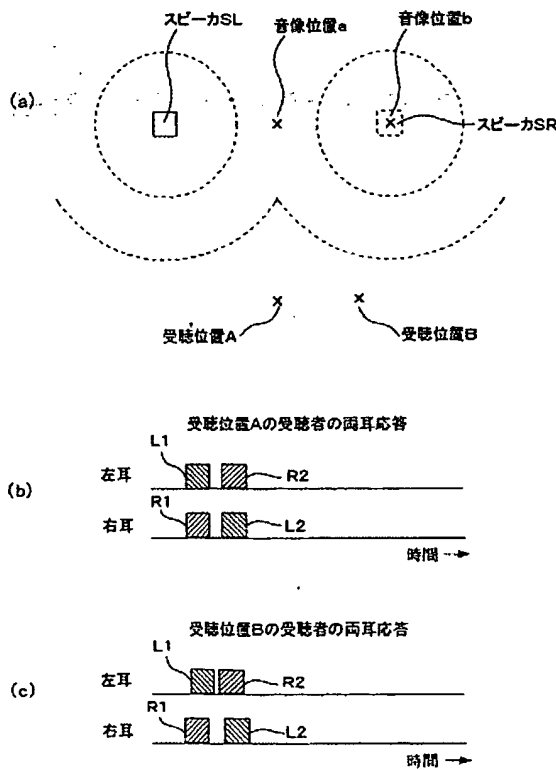 スピーカSL
音像位置a
音像位置b
(a)
スピーカSR
受聴位置A
受聴位置B
受聴位置Aの受聴者の両耳応答
L1
左耳
R2
(b)
R1
右耳
L2
時間
受聴位置Bの受聴者の両耳応答
L1
左耳
R2
(c)
R1
右耳
L2
時間